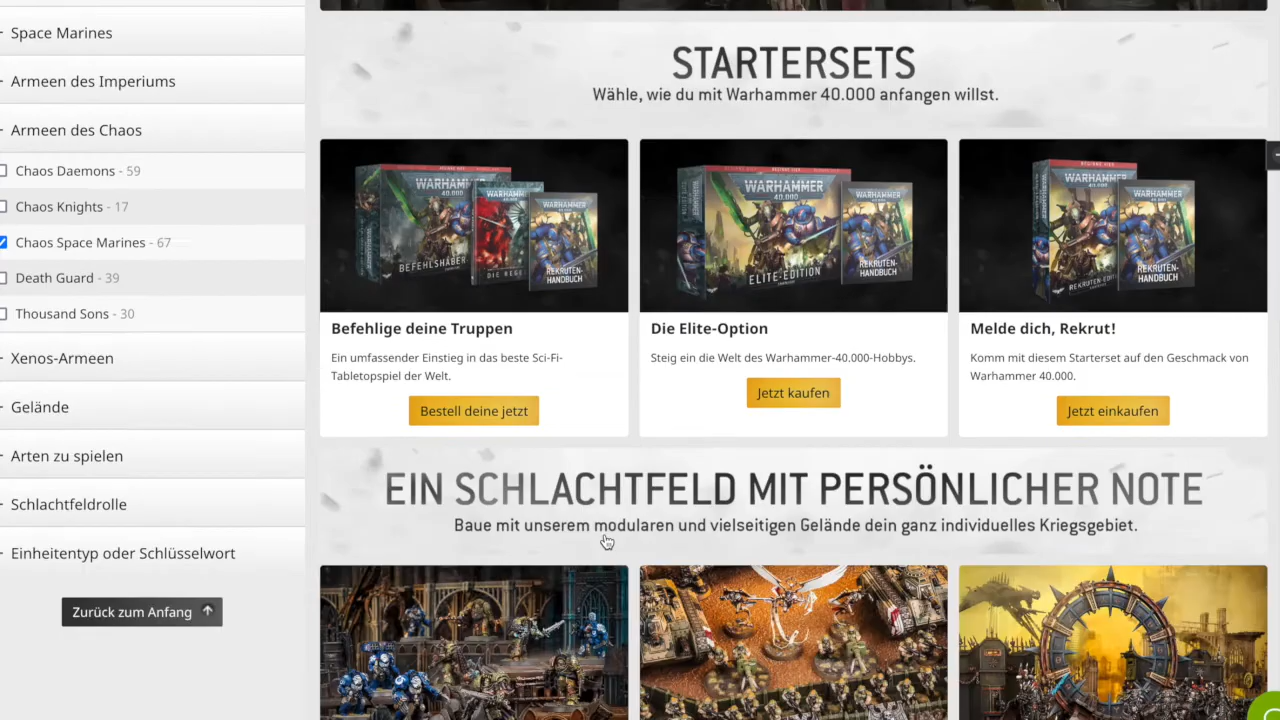 Space Marines
Armeen des Imperiums
Armeen des Chaos
Chaos Daemons - 59
Chaos Knights - 17
Chaos Space Marines - 67
Death Guard - 39
Thousand Sons - 30
Xenos-Armeen
Gelände
Arten zu spielen
Schlachtfeldrolle
Einheitentyp oder Schlüsselwort
Zurück zum Anfang
STARTERSETS
Wähle, wie du mit Warhammer 40.000 anfangen willst.
WARHAMMER
40.000
BEFEHLSHABER
DIE REGE
REKRUTEN-
HANDBUCH
Befehlige deine Truppen
Ein umfassender Einstieg in das beste Sci-Fi-
Tabletopspiel der Welt.
Bestell deine jetzt
WARHAMMER
40.000
ELITE-EDITION
WARHAMMER
REKRUTEN-
HANDBUCH
Die Elite-Option
Steig ein die Welt des Warhammer-40.000-Hobbys.
Jetzt kaufen
WARHAMMER
40.000
REKRUTEN-EDIT
WARHAMMER
REKRUTEN-
HANDBUCH
Melde dich, Rekrut!
Komm mit diesem Starterset auf den Geschmack von
Warhammer 40.000.
Jetzt einkaufen
EIN SCHLACHTFELD MIT PERSÖNLICHER NOTE
Baue mit unserem modularen und vielseitigen Gelände dein ganz individuelles Kriegsgebiet.